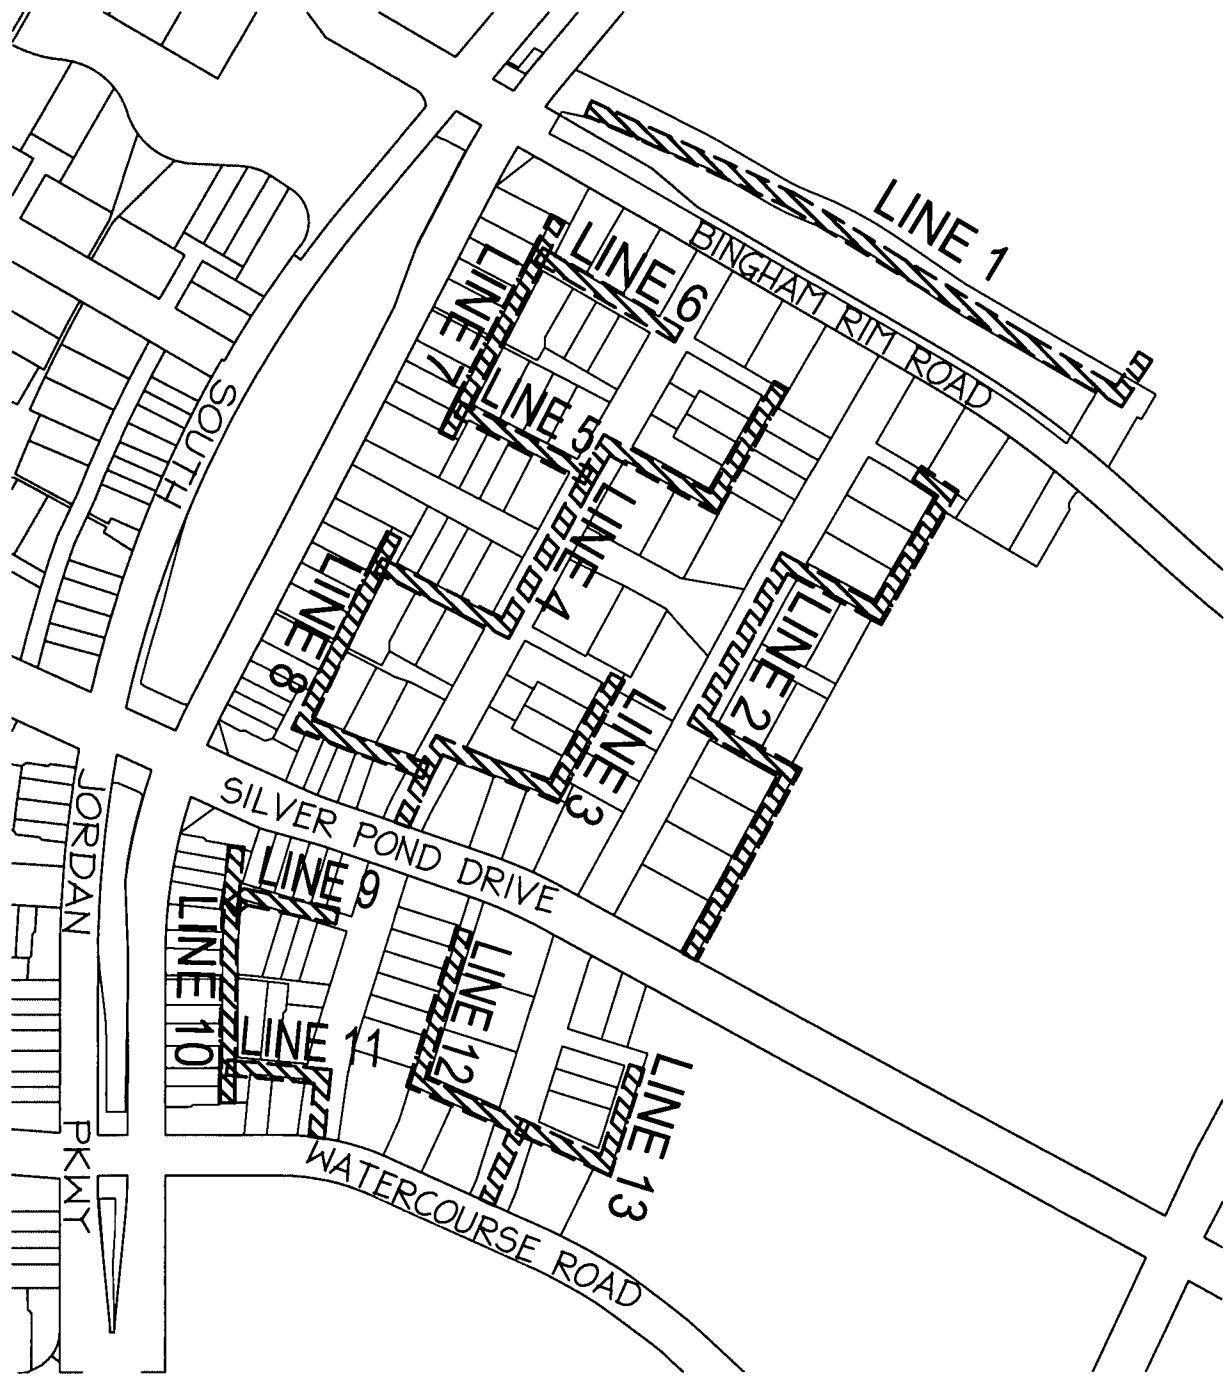 LINE 1
BINGHAM RIM ROAD
LINE 6
LINE 7
LINE 5
SOUTH
LINE 4
LINE 8
LINE 2
LINE 3
JORDAN
SILVER POND DRIVE
LINE 9
LINE 10
LINE 12
LINE 11
LINE 13
PKWY
WATERCOURSE ROAD